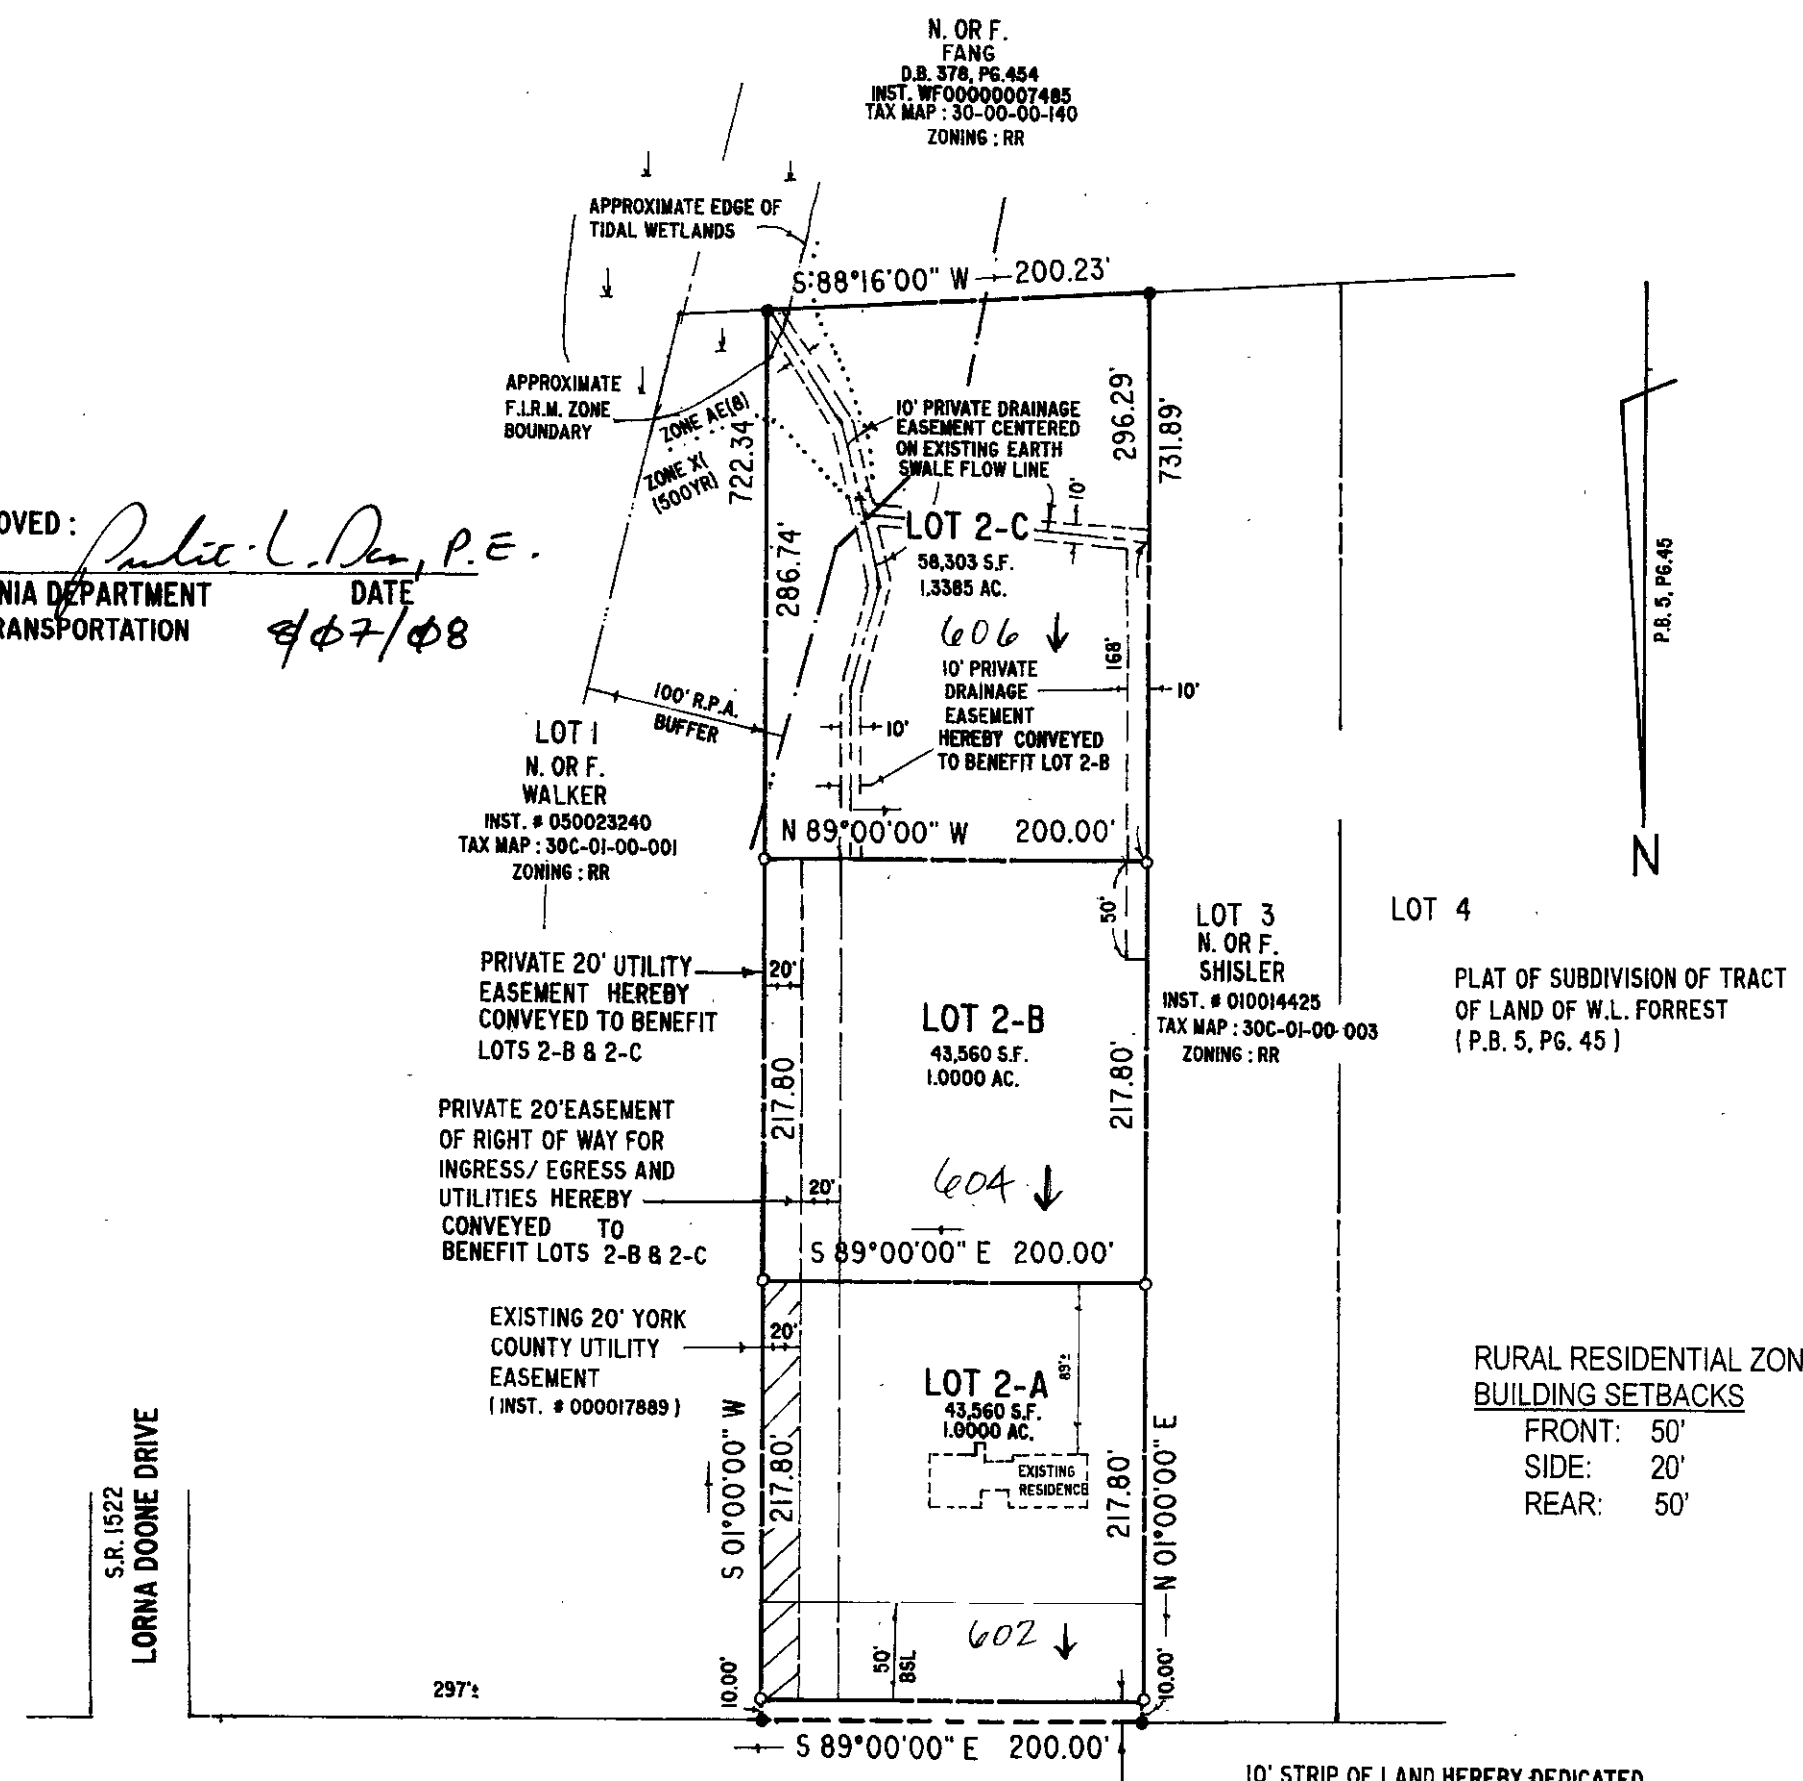 N. OR F.
FANG
D.B. 378, PG.454
INST. WF00000007485
TAX MAP : 30-00-00-140
ZONING : RR
APPROXIMATE EDGE OF
TIDAL WETLANDS
S 88°16'00" W 200.23'
APPROXIMATE
F.I.R.M. ZONE
BOUNDARY
ZONE AE(8)
ZONE X(
(500YR)
722.34'
286.74'
10' PRIVATE DRAINAGE
EASEMENT CENTERED
ON EXISTING EARTH
SWALE FLOW LINE
296.29'
731.89'
10'
LOT 2-C
58,303 S.F.
1.3385 AC.
606
10' PRIVATE
DRAINAGE
EASEMENT
HEREBY CONVEYED
TO BENEFIT LOT 2-B
168'
10'
10'
OVED :
P.E.
NIA DEPARTMENT DATE
RANSPORTATION 8/07/08
100' R.P.A.
BUFFER
LOT 1
N. OR F.
WALKER
INST. # 050023240
TAX MAP : 30C-01-00-001
ZONING : RR
N 89°00'00" W 200.00'
P.B. 5, PG.45
N
50'
LOT 3
N. OR F.
SHISLER
INST. # 010014425
TAX MAP : 30C-01-00-003
ZONING : RR
LOT 4
PLAT OF SUBDIVISION OF TRACT
OF LAND OF W.L. FORREST
( P.B. 5, PG. 45 )
PRIVATE 20' UTILITY
EASEMENT HEREBY
CONVEYED TO BENEFIT
LOTS 2-B & 2-C
20'
LOT 2-B
43,560 S.F.
1.0000 AC.
217.80
217.80'
PRIVATE 20'EASEMENT
OF RIGHT OF WAY FOR
INGRESS/ EGRESS AND
UTILITIES HEREBY
CONVEYED TO
BENEFIT LOTS 2-B & 2-C
20'
604
S 89°00'00" E 200.00'
EXISTING 20' YORK
COUNTY UTILITY
EASEMENT
( INST. # 000017889 )
20'
89'±
LOT 2-A
43,560 S.F.
1.0000 AC.
EXISTING
RESIDENCE
S 01°00'00" W
217.80'
217.80'
N 01°00'00" E
RURAL RESIDENTIAL ZON
BUILDING SETBACKS
FRONT: 50'
SIDE: 20'
REAR: 50'
S.R. 1522
LORNA DOONE DRIVE
602
50'
BSL
297'±
10.00'
10.00'
S 89°00'00" E 200.00'
10' STRIP OF LAND HEREBY DEDICATED